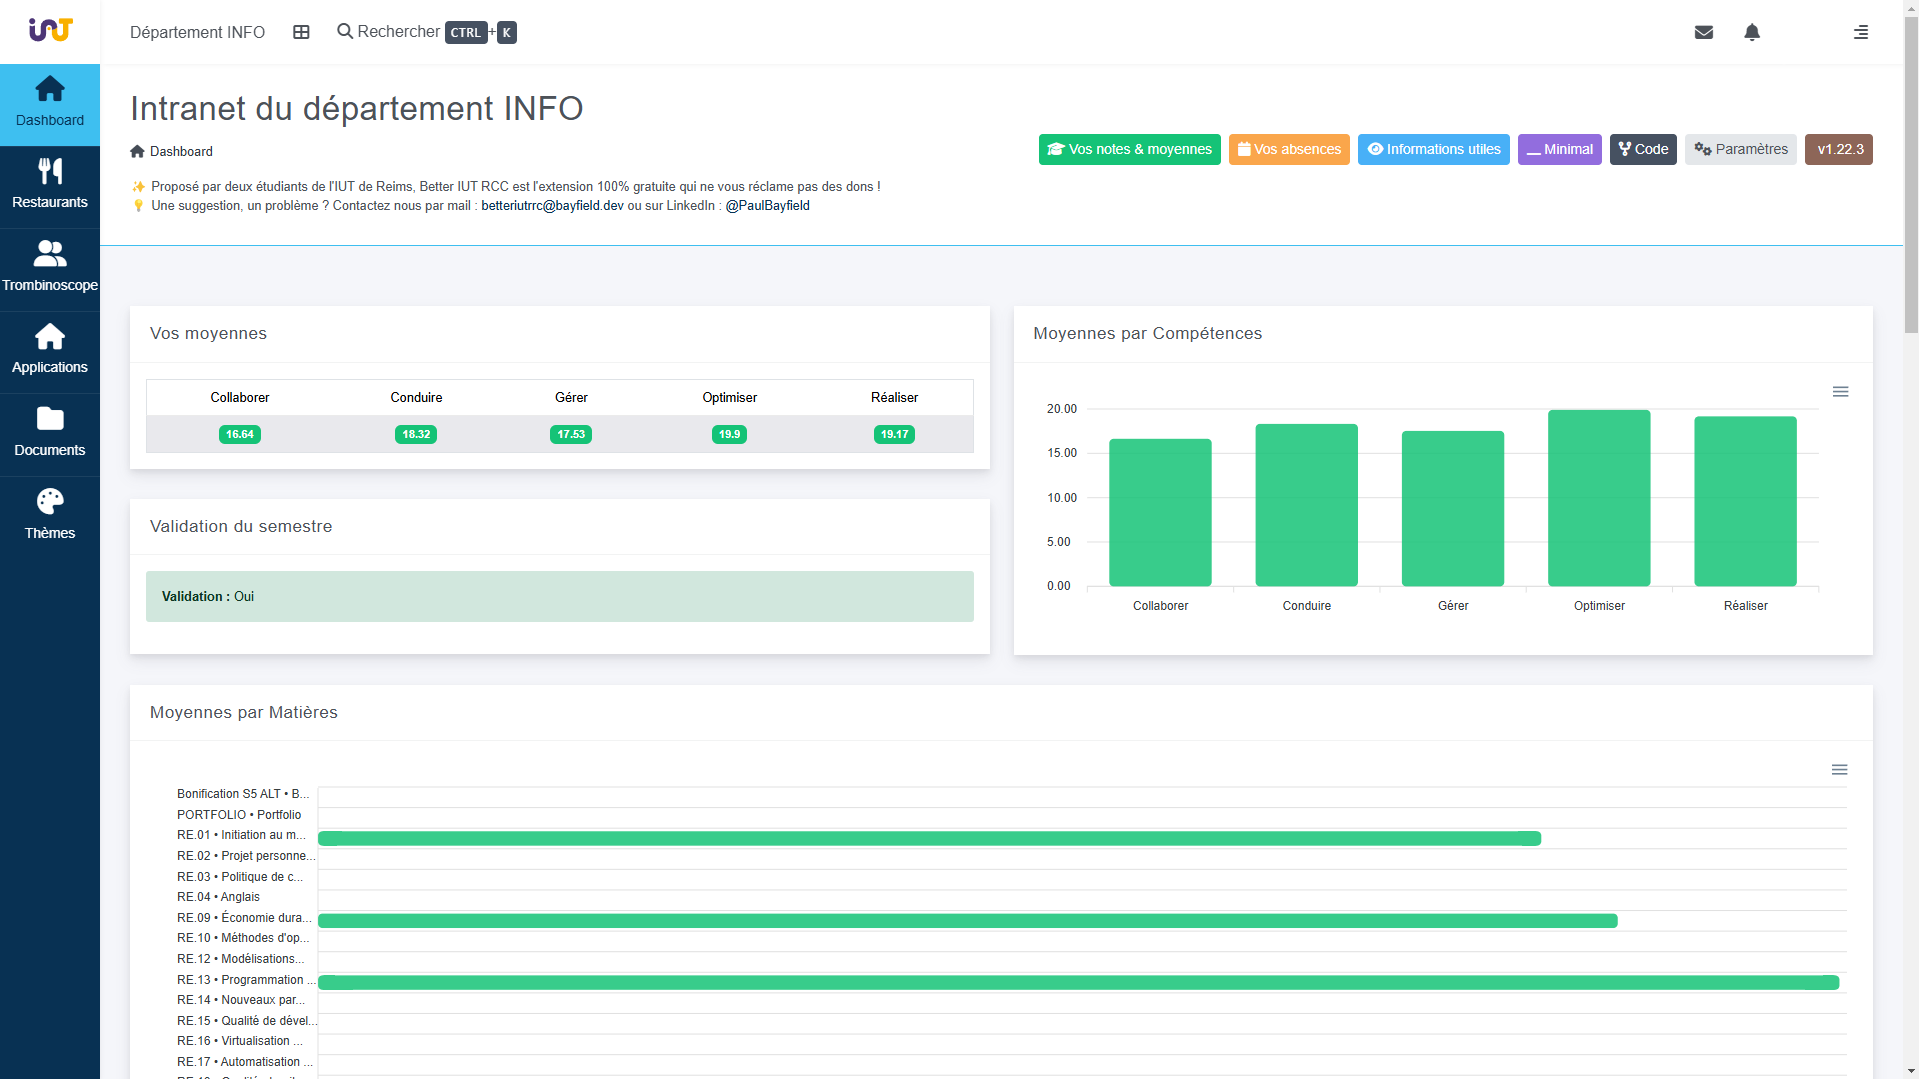 iUT
Département INFO
Rechercher CTRL+K
Dashboard
Restaurants
Trombinoscope
Applications
Documents
Thèmes
Intranet du département INFO
Dashboard
Vos notes & moyennes
Vos absences
Informations utiles
Minimal
Code
Paramètres
v1.22.3
✨ Proposé par deux étudiants de l'IUT de Reims, Better IUT RCC est l'extension 100% gratuite qui ne vous réclame pas des dons !
💡 Une suggestion, un problème ? Contactez nous par mail : betteriutrrc@bayfield.dev ou sur LinkedIn : @PaulBayfield
Vos moyennes
Collaborer Conduire Gérer Optimiser Réaliser
16.64 18.32 17.53 19.9 19.17
Validation du semestre
Validation : Oui
Moyennes par Compétences
20.00
15.00
10.00
5.00
0.00
Collaborer Conduire Gérer Optimiser Réaliser
Moyennes par Matières
Bonification S5 ALT • B...
PORTFOLIO • Portfolio
RE.01 • Initiation au m...
RE.02 • Projet personne...
RE.03 • Politique de c...
RE.04 • Anglais
RE.09 • Économie dura...
RE.10 • Méthodes d'op...
RE.12 • Modélisations...
RE.13 • Programmation ...
RE.14 • Nouveaux par...
RE.15 • Qualité de dével...
RE.16 • Virtualisation ...
RE.17 • Automatisation ...